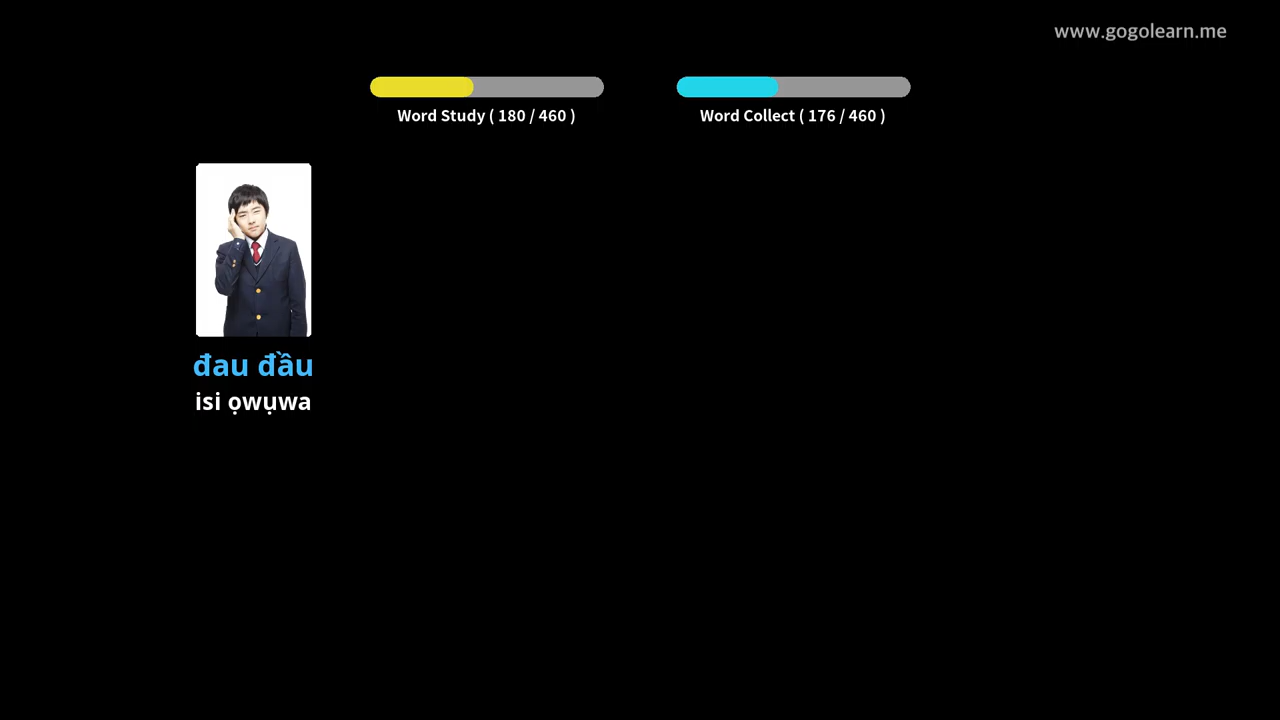 www.gogolearn.me
Word Study ( 180 / 460 )
Word Collect ( 176 / 460 )
đau đầu
isi ọwụwa